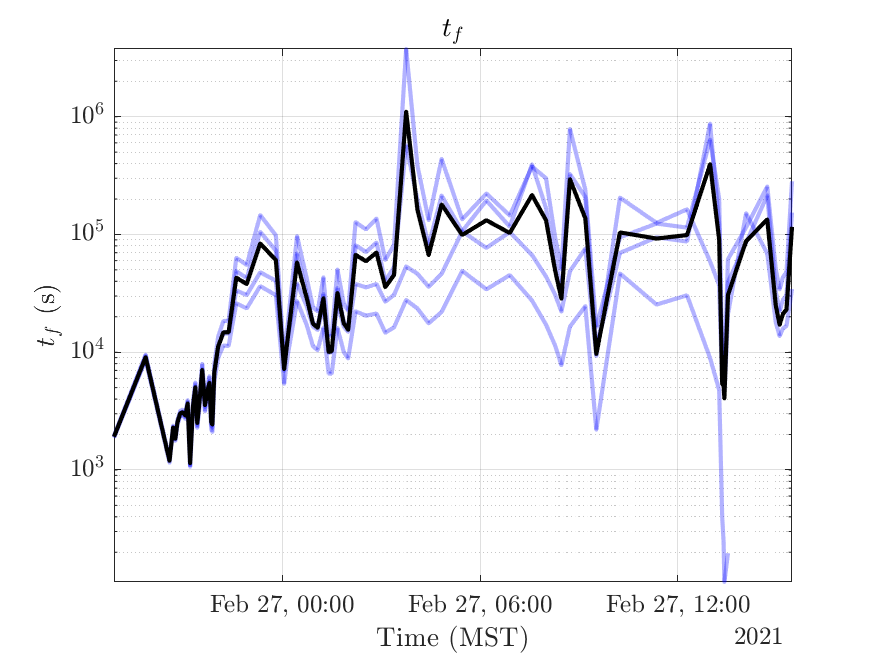 t_f
10^6
10^5
10^4
10^3
t_f (s)
Feb 27, 00:00 Feb 27, 06:00 Feb 27, 12:00
Time (MST)
2021